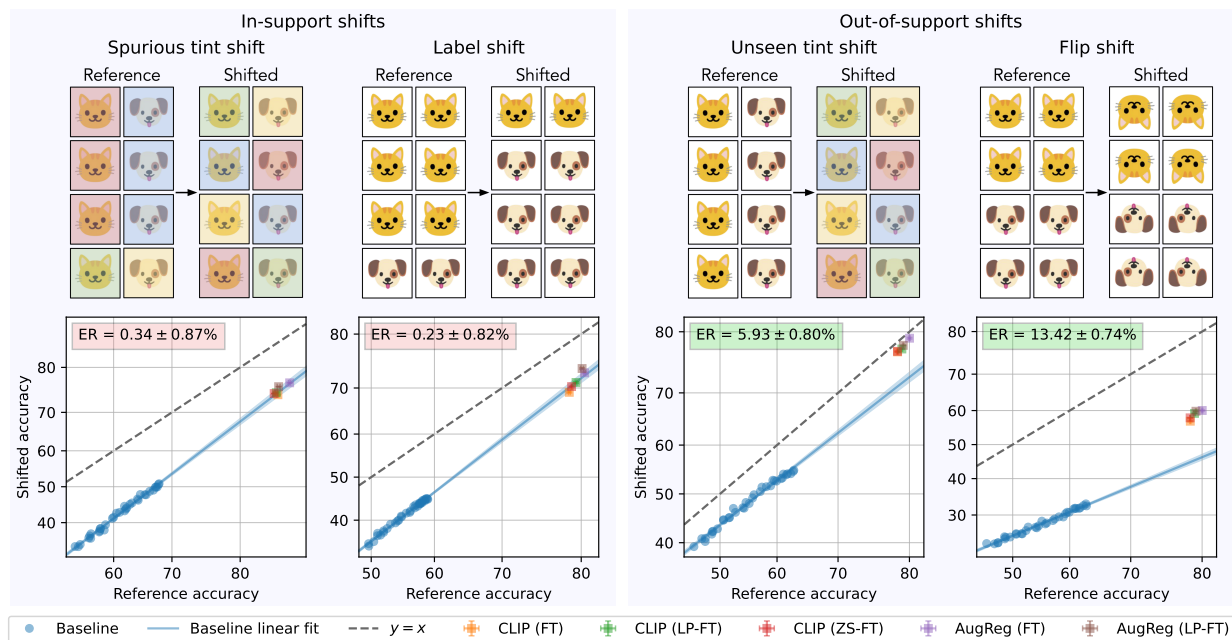 In-support shifts
Out-of-support shifts
Spurious tint shift
Label shift
Unseen tint shift
Flip shift
Reference Shifted
Reference Shifted
Reference Shifted
Reference Shifted
ER = 0.34 ± 0.87%
ER = 0.23 ± 0.82%
ER = 5.93 ± 0.80%
ER = 13.42 ± 0.74%
Shifted accuracy
80
70
60
50
40
60 70 80
Reference accuracy
80
70
60
50
40
50 60 70 80
Reference accuracy
Shifted accuracy
80
70
60
50
40
50 60 70 80
Reference accuracy
80
70
60
50
30
50 60 70 80
Reference accuracy
Baseline Baseline linear fit y = x CLIP (FT) CLIP (LP-FT) CLIP (ZS-FT) AugReg (FT) AugReg (LP-FT)